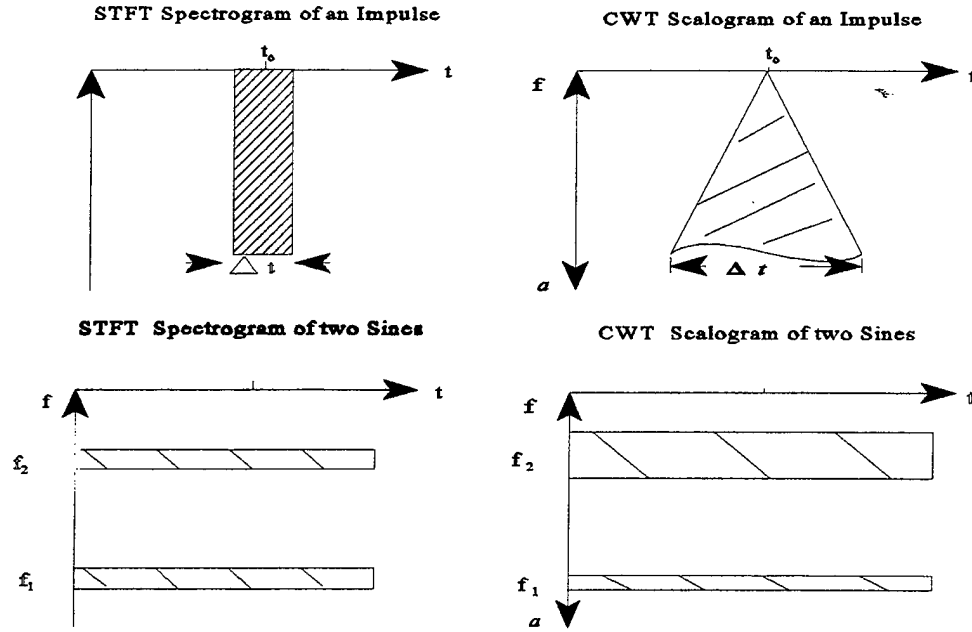 STFT Spectrogram of an Impulse
CWT Scalogram of an Impulse
t₀
t
Δ t
t₀
f
t
a
Δ t
STFT Spectrogram of two Sines
CWT Scalogram of two Sines
f
t
f₂
f₁
f
t
f₂
f₁
a